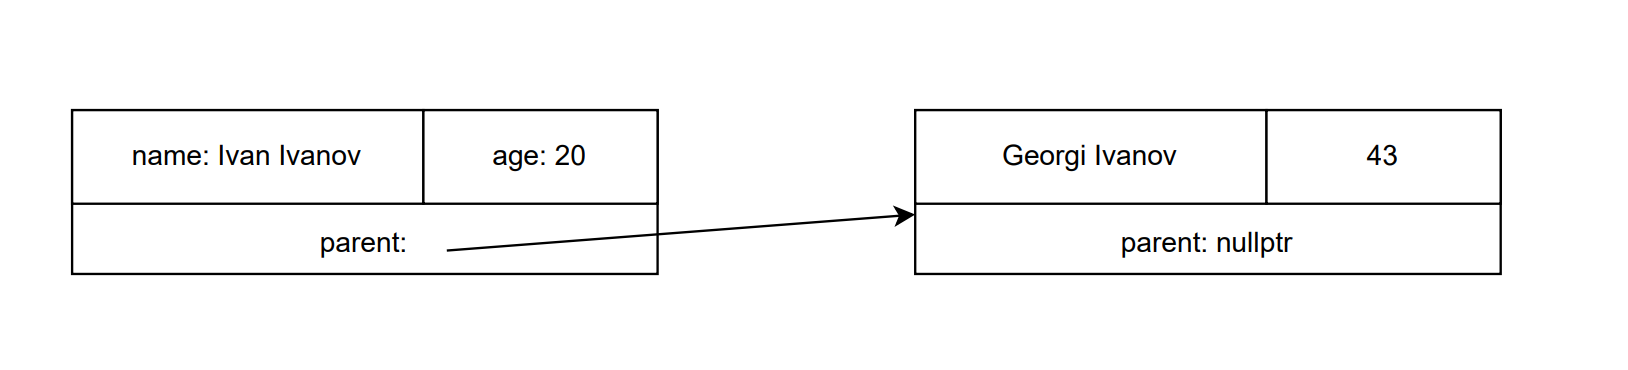 name: Ivan Ivanov
age: 20
parent:
Georgi Ivanov
43
parent: nullptr